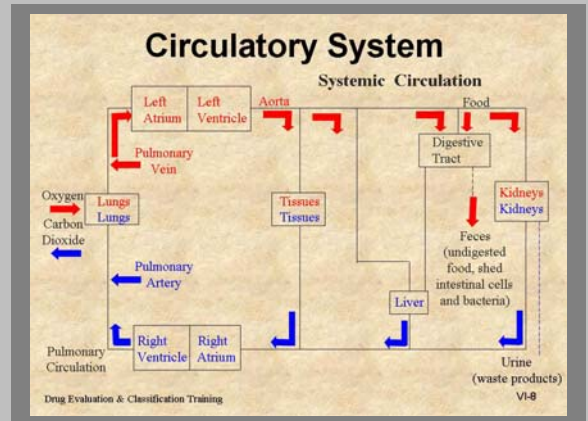 Circulatory System
Systemic Circulation
Left
Atrium
Left
Ventricle
Aorta
Food
Digestive
Tract
Pulmonary
Vein
Oxygen
Lungs
Lungs
Carbon
Dioxide
Tissues
Tissues
Kidneys
Kidneys
Feces
(undigested
food, shed
intestinal cells
and bacteria)
Pulmonary
Artery
Liver
Right
Ventricle
Right
Atrium
Pulmonary
Circulation
Urine
(waste products)
Drug Evaluation & Classification Training
VI-8